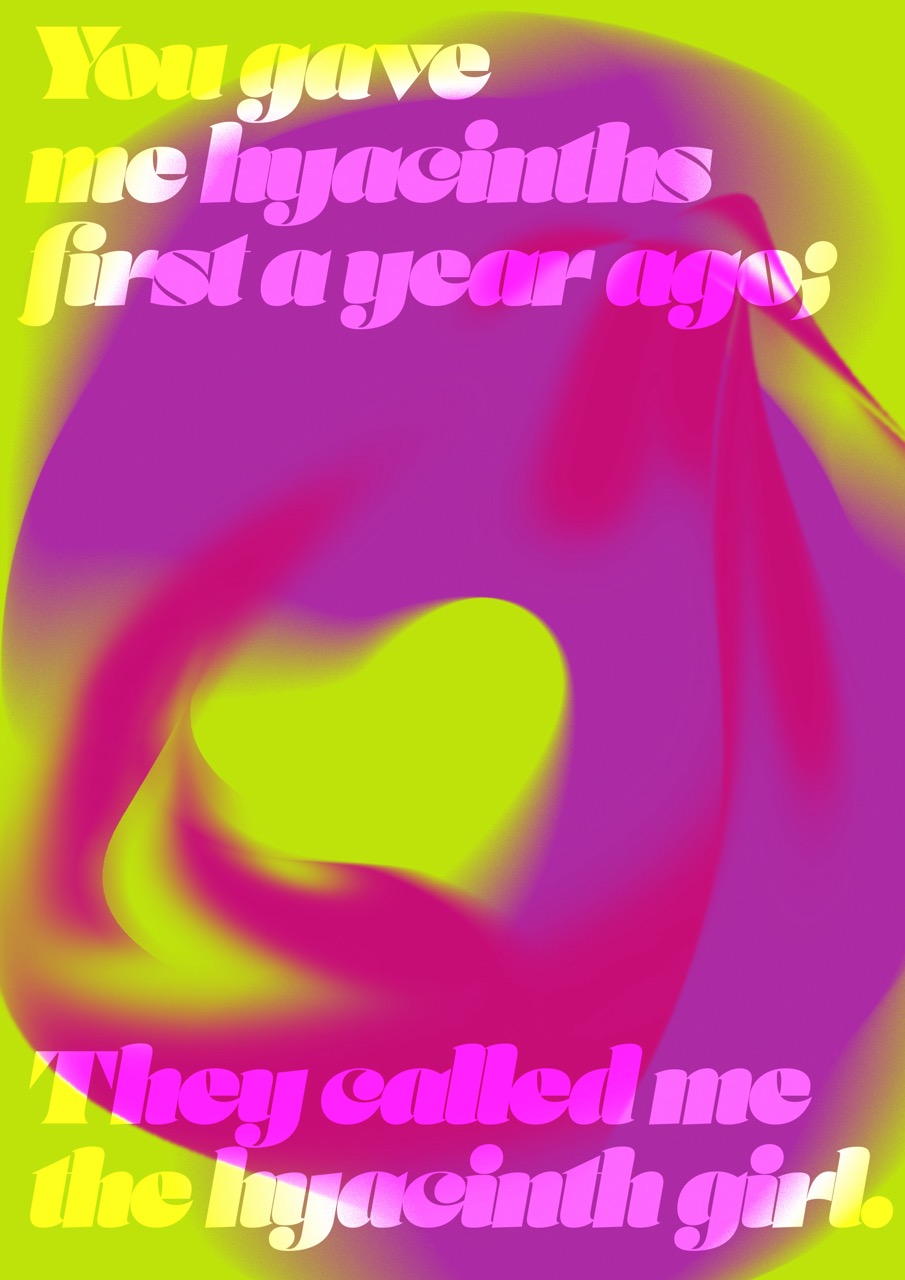 You gave
me hyacinths
first a year ago;
They called me
the hyacinth girl.